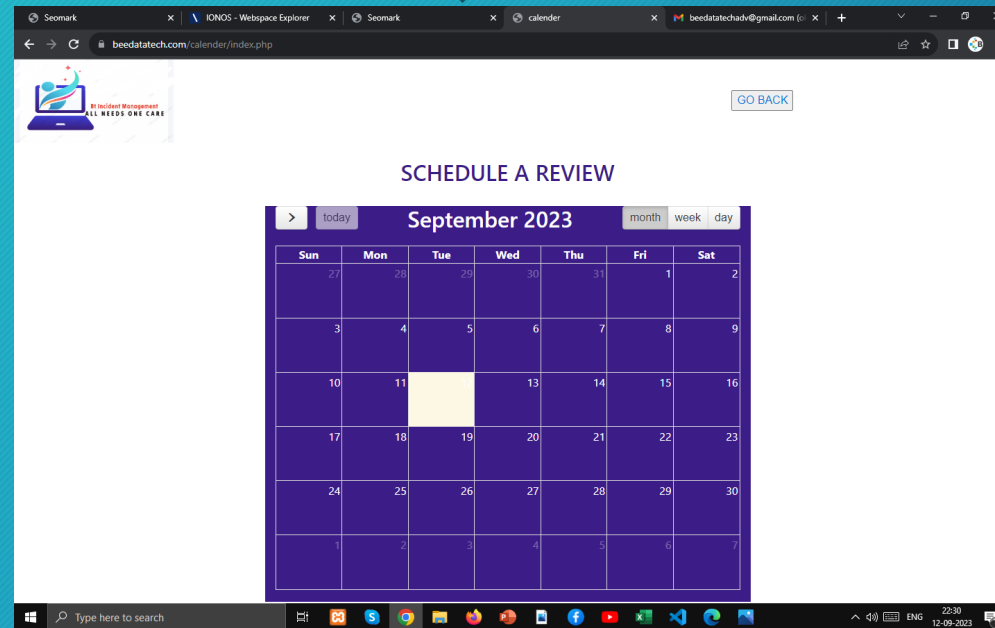 Seomark
IONOS - Webspace Explorer
Seomark
calender
beedatatechadv@gmail.com (
beedatatech.com/calender/index.php
Bt Incident Management
ALL NEEDS ONE CARE
GO BACK
SCHEDULE A REVIEW
today
September 2023
month week day
Sun Mon Tue Wed Thu Fri Sat
27 28 29 30 31 1 2
3 4 5 6 7 8 9
10 11 13 14 15 16
17 18 19 20 21 22 23
24 25 26 27 28 29 30
1 2 3 4 5 6 7
Type here to search
ENG
22:30
12-09-2023